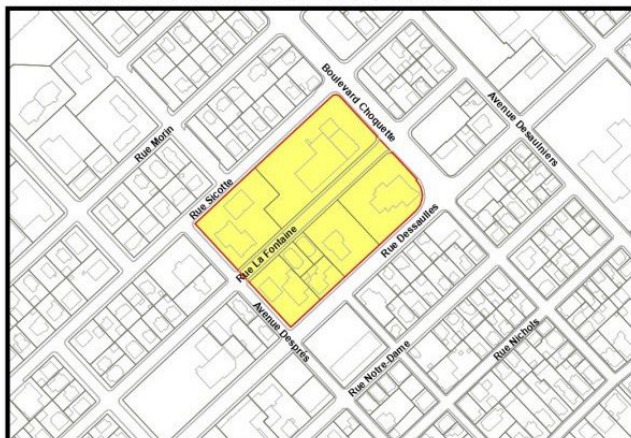 Boulevard Choquette
Avenue Desaulniers
Rue Morin
Rue Sicotte
Rue La Fontaine
Rue Dessaulles
Avenue Després
Rue Notre-Dame
Rue Nichols